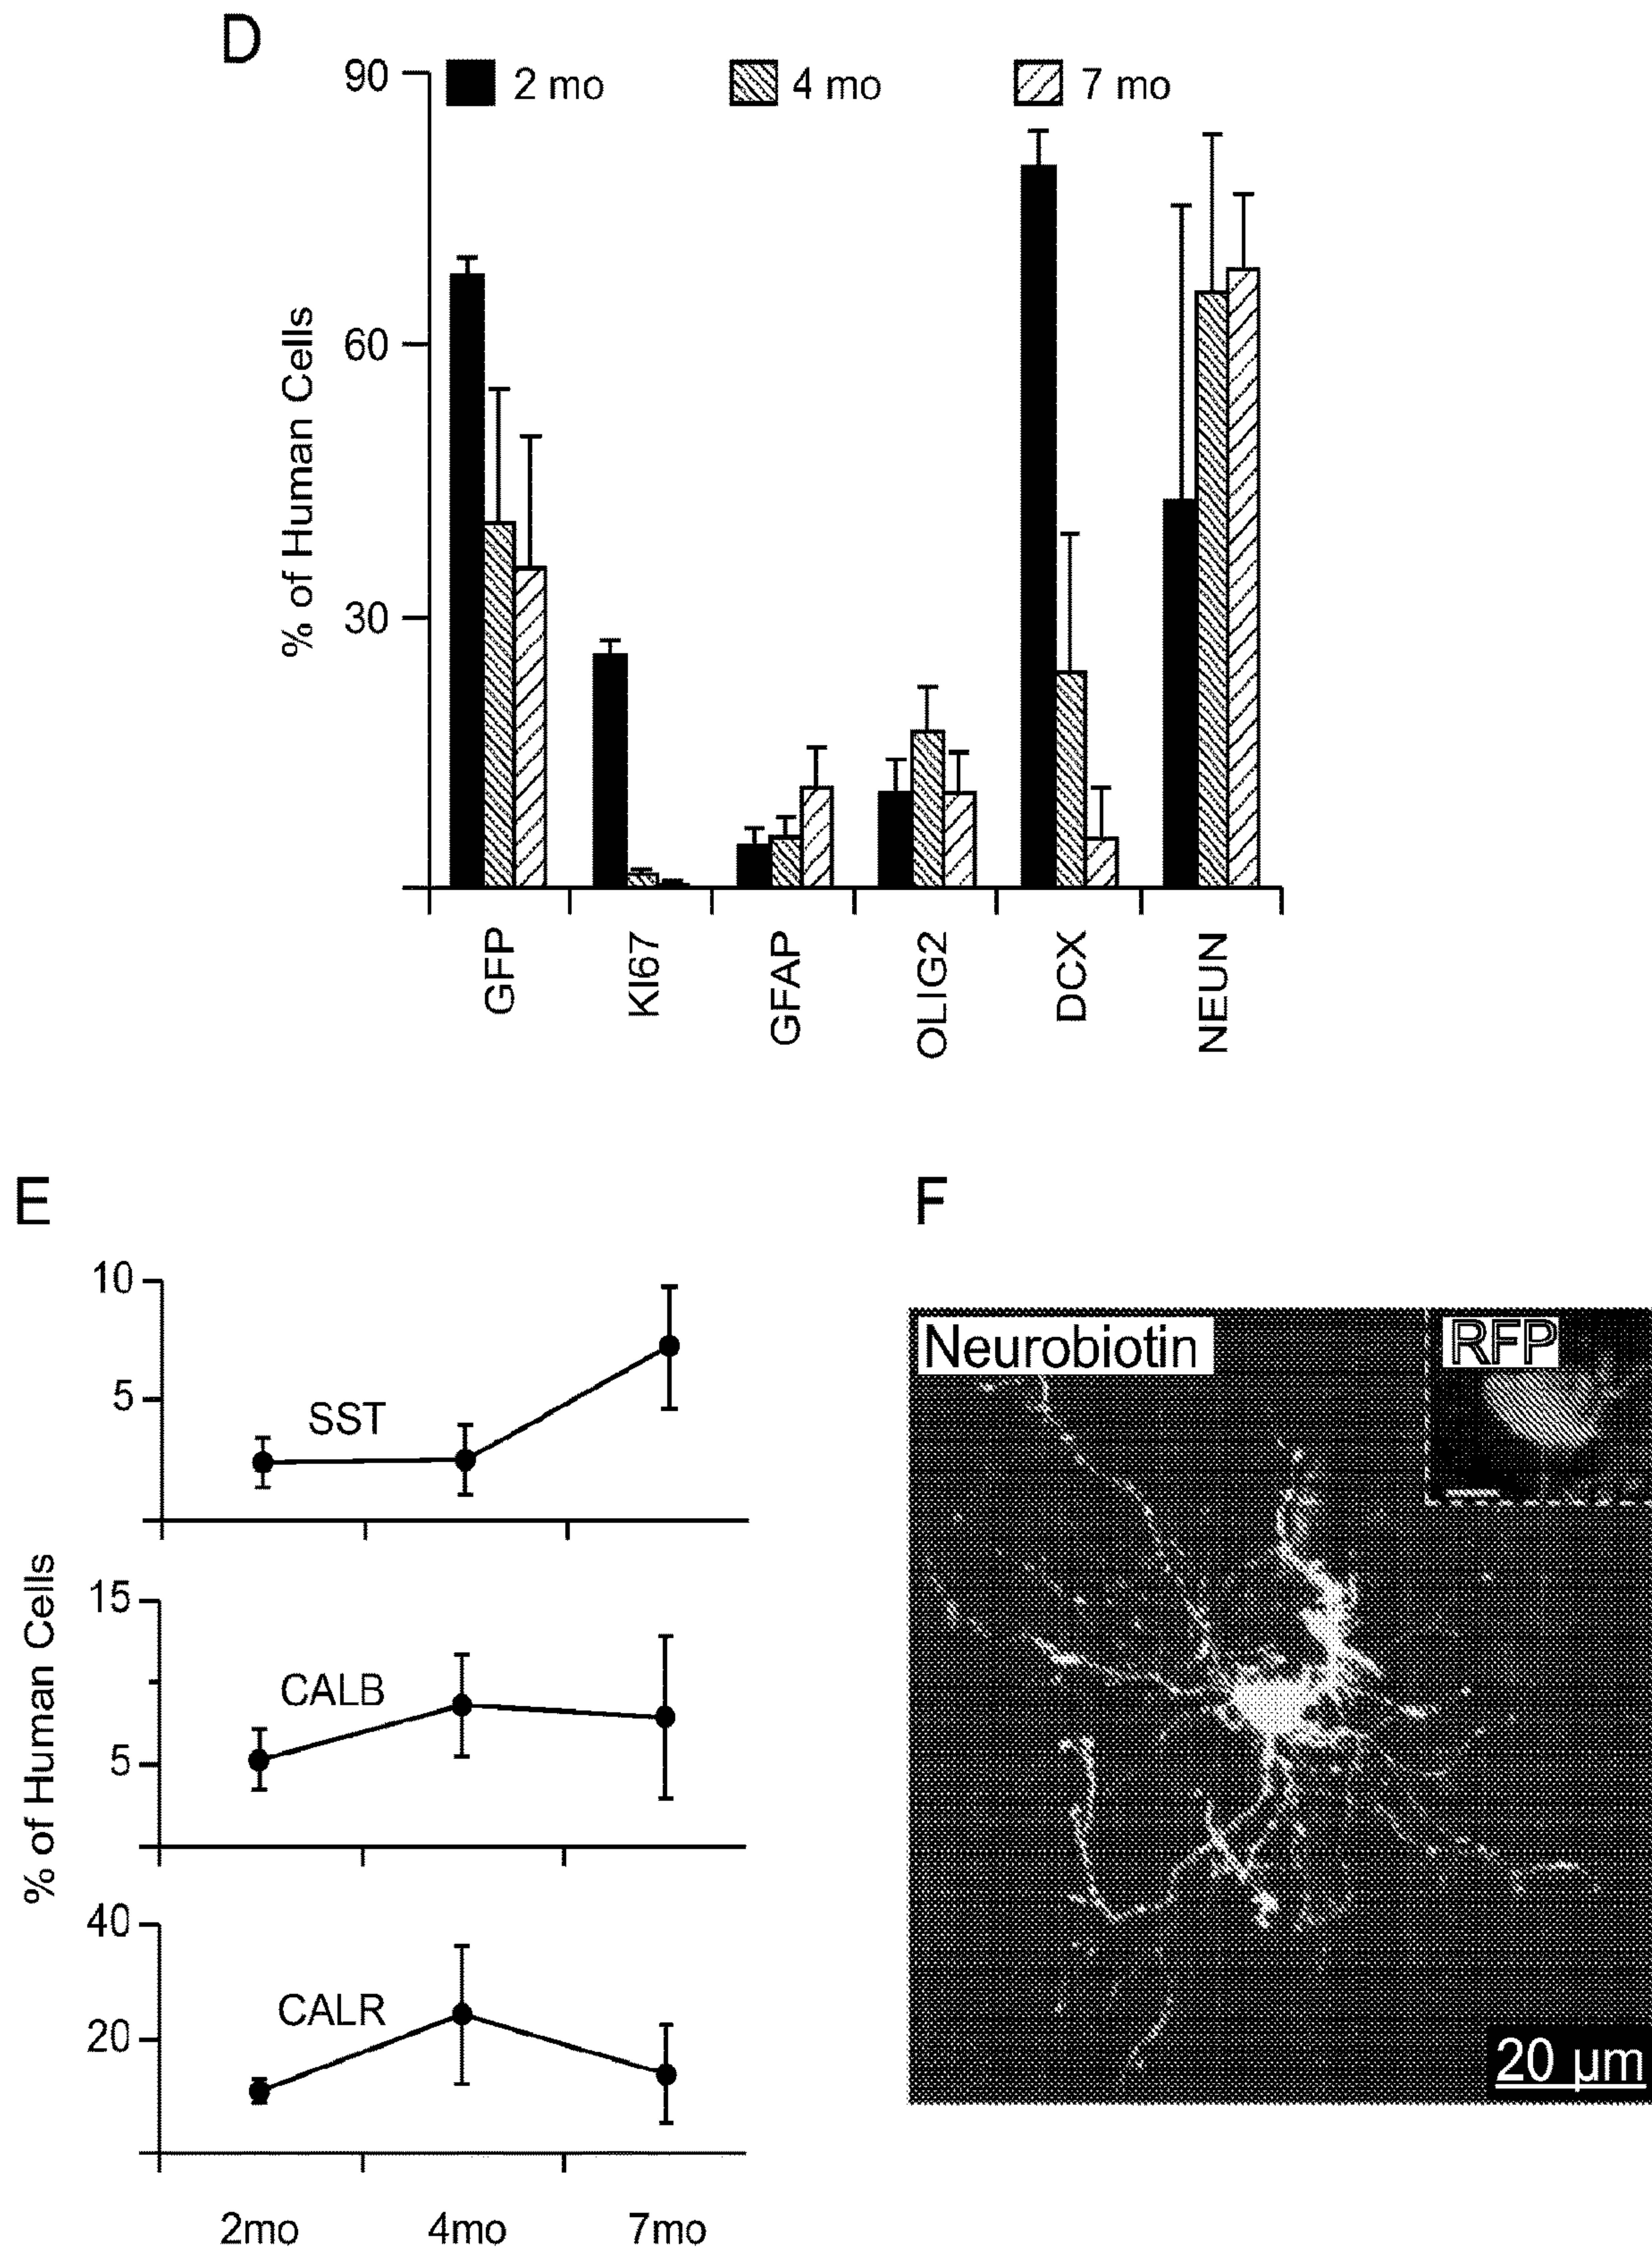 D
90
2 mo
4 mo
7 mo
60
30
% of Human Cells
GFP
KI67
GFAP
OLIG2
DCX
NEUN
E
10
5
SST
15
5
CALB
40
20
CALR
% of Human Cells
2mo
4mo
7mo
F
Neurobiotin
RFP
20 μm